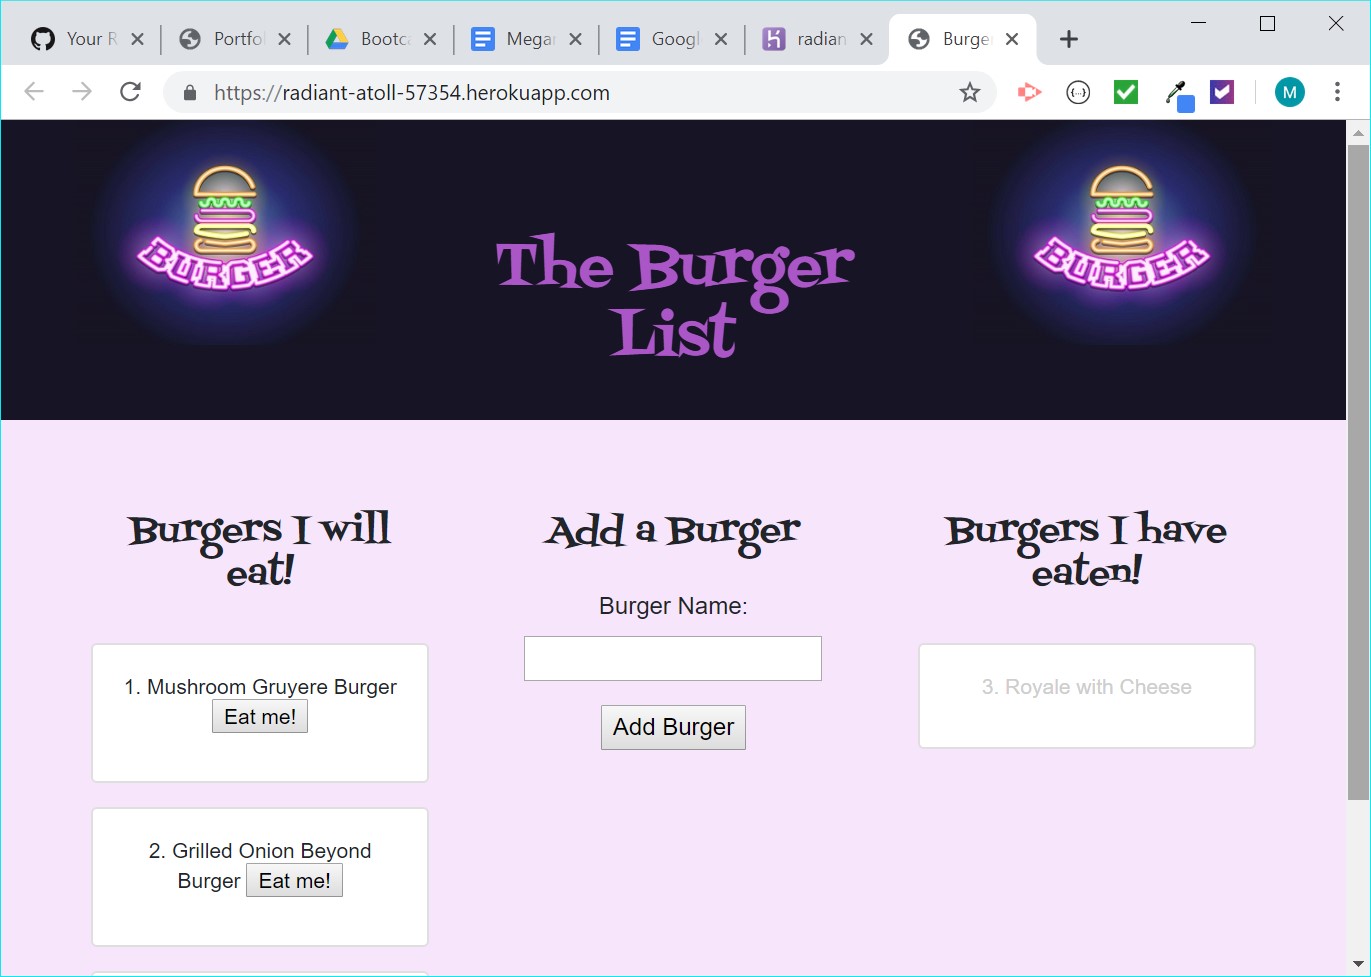 Your R
Portfo
Bootca
Megan
Googl
radian
Burge
https://radiant-atoll-57354.herokuapp.com
M
BURGER
The Burger
List
BURGER
Burgers I will
eat!
1. Mushroom Gruyere Burger
Eat me!
2. Grilled Onion Beyond
Burger Eat me!
Add a Burger
Burger Name:
Add Burger
Burgers I have
eaten!
3. Royale with Cheese